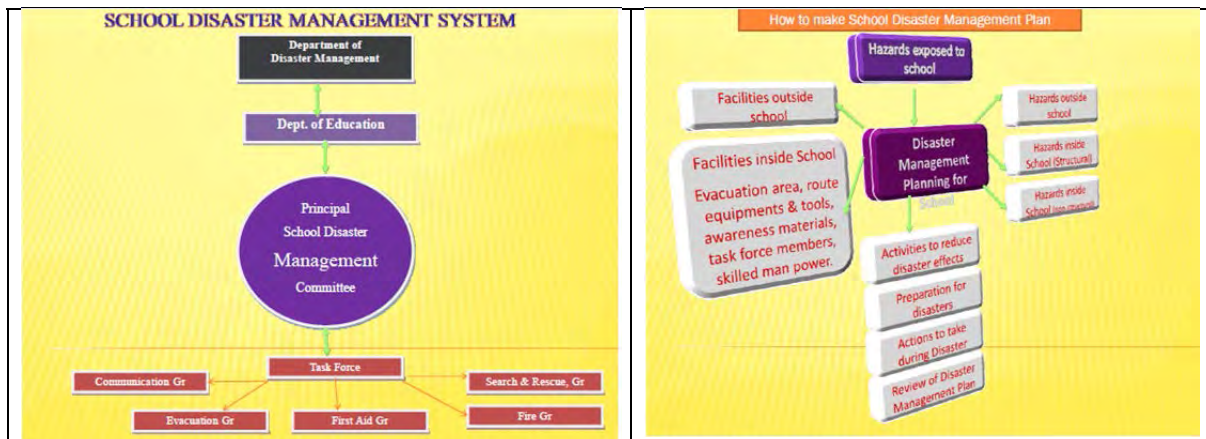 SCHOOL DISASTER MANAGEMENT SYSTEM
Department of
Disaster Management
Dept. of Education
Principal
School Disaster
Management
Committee
Task Force
Communication Gr
Search & Rescue, Gr
Evacuation Gr
First Aid Gr
Fire Gr
How to make School Disaster Management Plan
Hazards exposed to
school
Facilities outside
school
Hazards outside
school
Disaster
Management
Planning for
School
Facilities inside School
Evacuation area, route
equipments & tools,
awareness materials,
task force members,
skilled man power.
Hazards inside
School (Structural)
Hazards inside
School
Activities to reduce
disaster effects
Preparation for
disasters
Actions to take
during Disaster
Review of Disaster
Management Plan